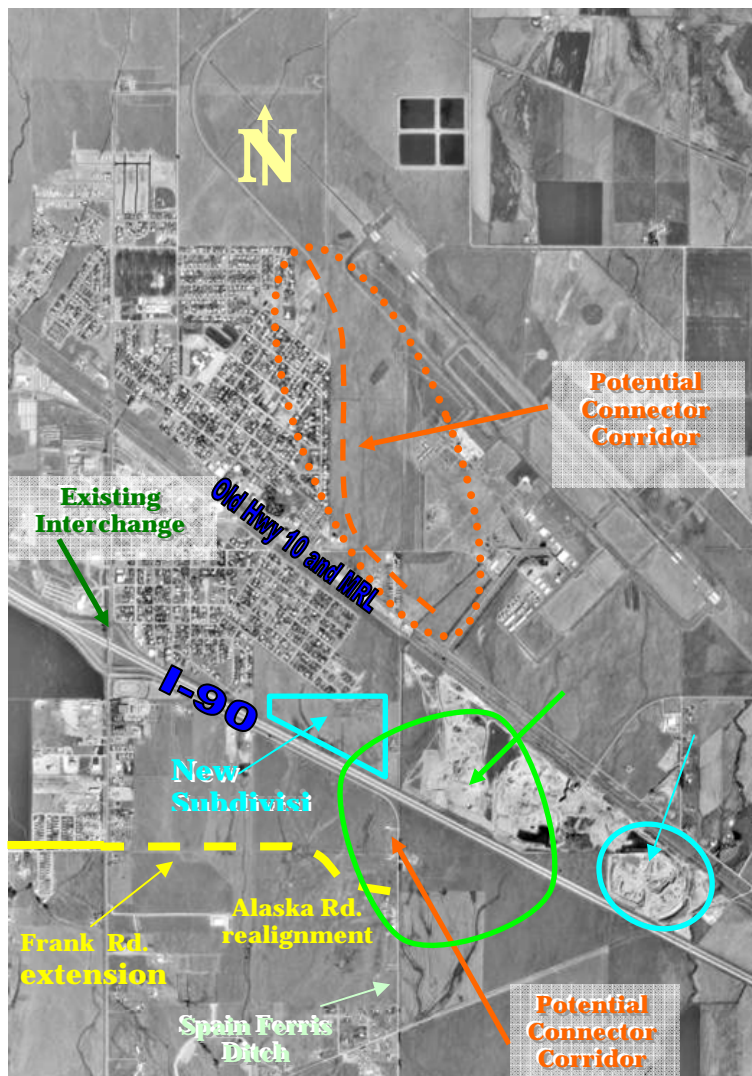 N
Potential
Connector
Corridor
Existing
Interchange
Old Hwy 10 and MRL
I-90
New
Subdivisi
Alaska Rd.
realignment
Frank Rd.
extension
Spain Ferris
Ditch
Potential
Connector
Corridor